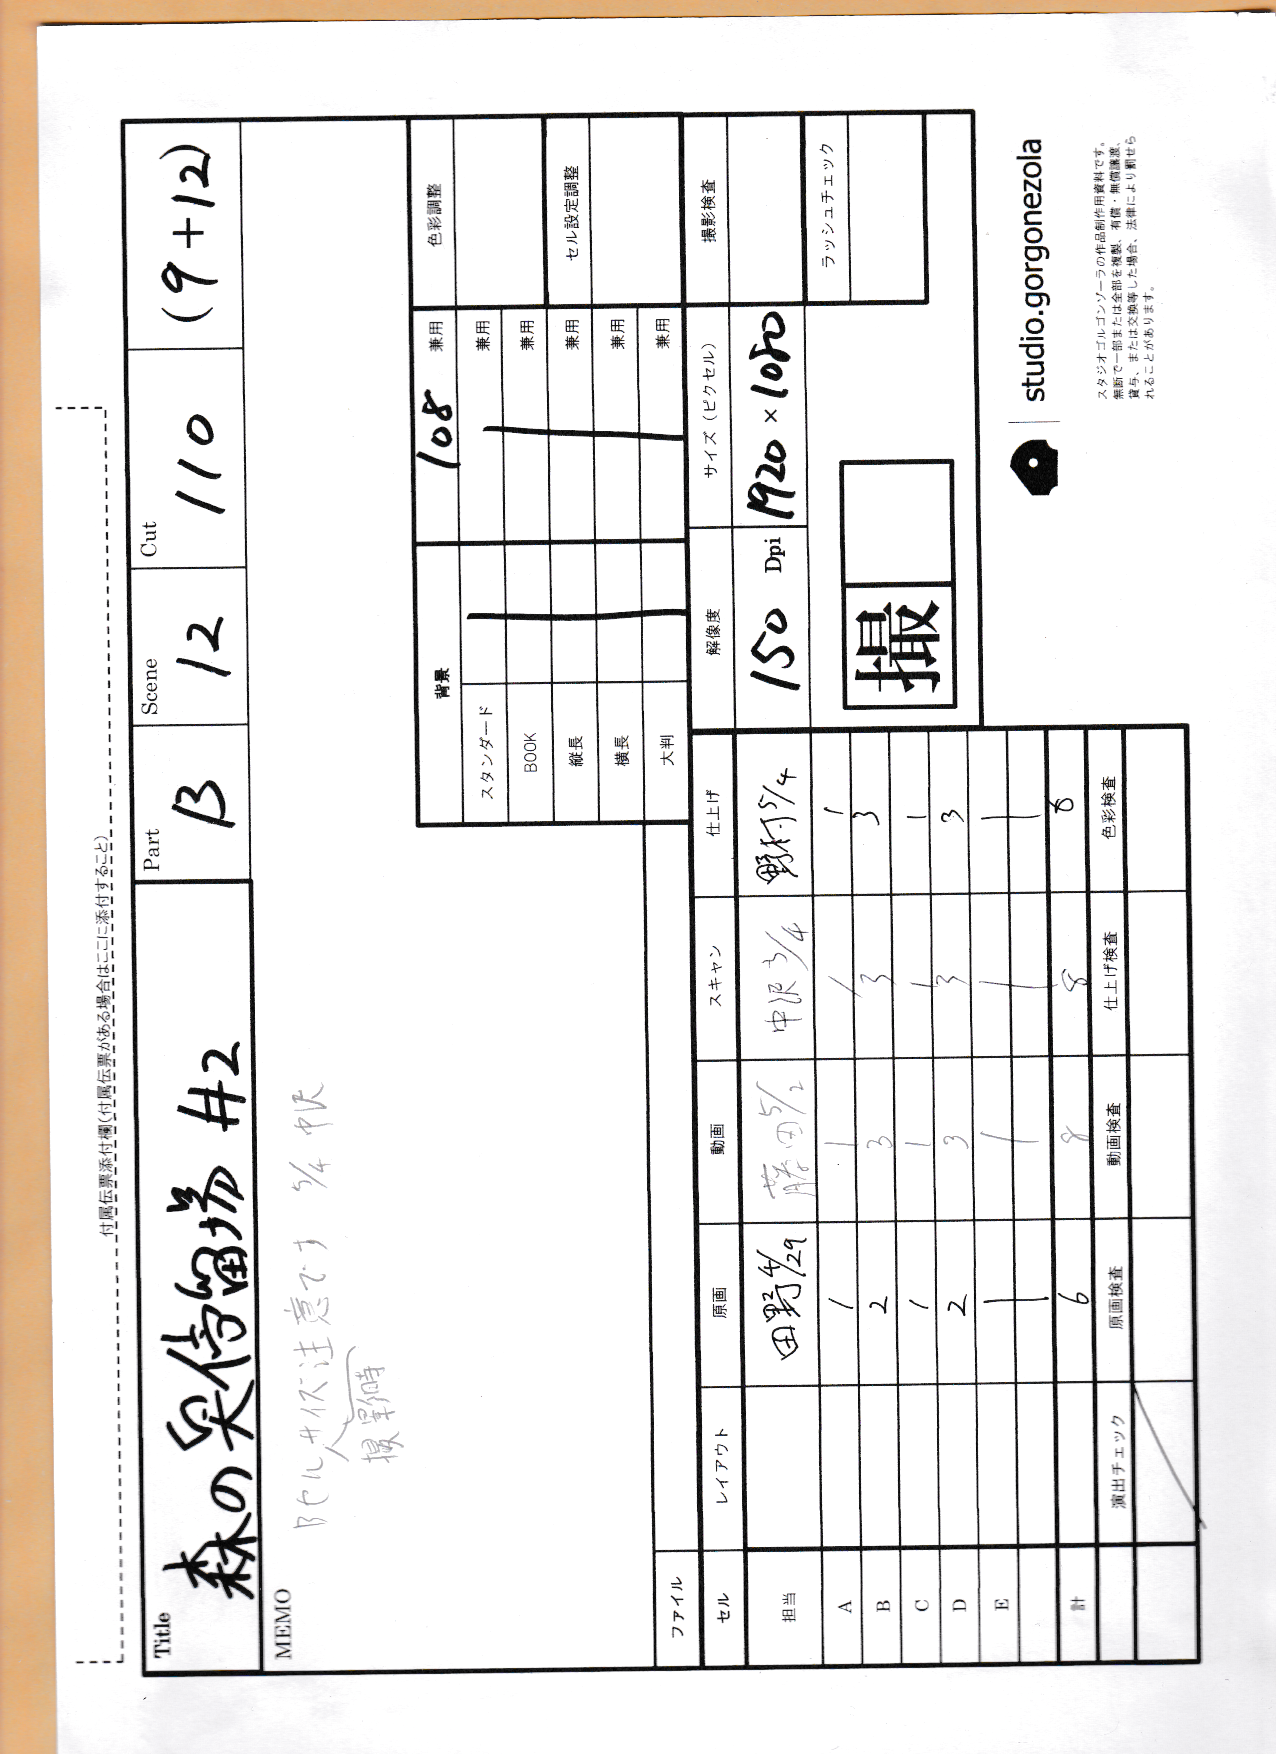 付属伝票添付欄(付属伝票がある場合はここに添付すること)
Title 森の異停留場 #2
Part B
Scene 12
Cut 110 (9+12)
MEMO
Bセルサイズ注意です 5/4 中沢
撮影時
背景 108 兼用 色彩調整
スタンダード 兼用
BOOK 兼用
縦長 兼用 セル設定調整
横長 兼用
大判 兼用
ファイル
セル レイアウト 原画 動画 スキャン 仕上げ 解像度 サイズ(ピクセル) 撮影検査
担当 田野 4/29 藤田 5/2 中沢 5/4 野村 5/4 150 Dpi 1920×1080
ラッシュチェック
A 1 1 1 1
B 2 3 3 3
C 1 1 1 1
D 2 3 3 3
E
計 6 8 8 8
撮
演出チェック 原画検査 動画検査 仕上げ検査 色彩検査
studio.gorgonezola
スタジオゴルゴンゾーラの作品制作用資料です。
無断で一部または全部を複製、有償・無償譲渡、
貸与、または交換等した場合、法律により罰せら
れることがあります。